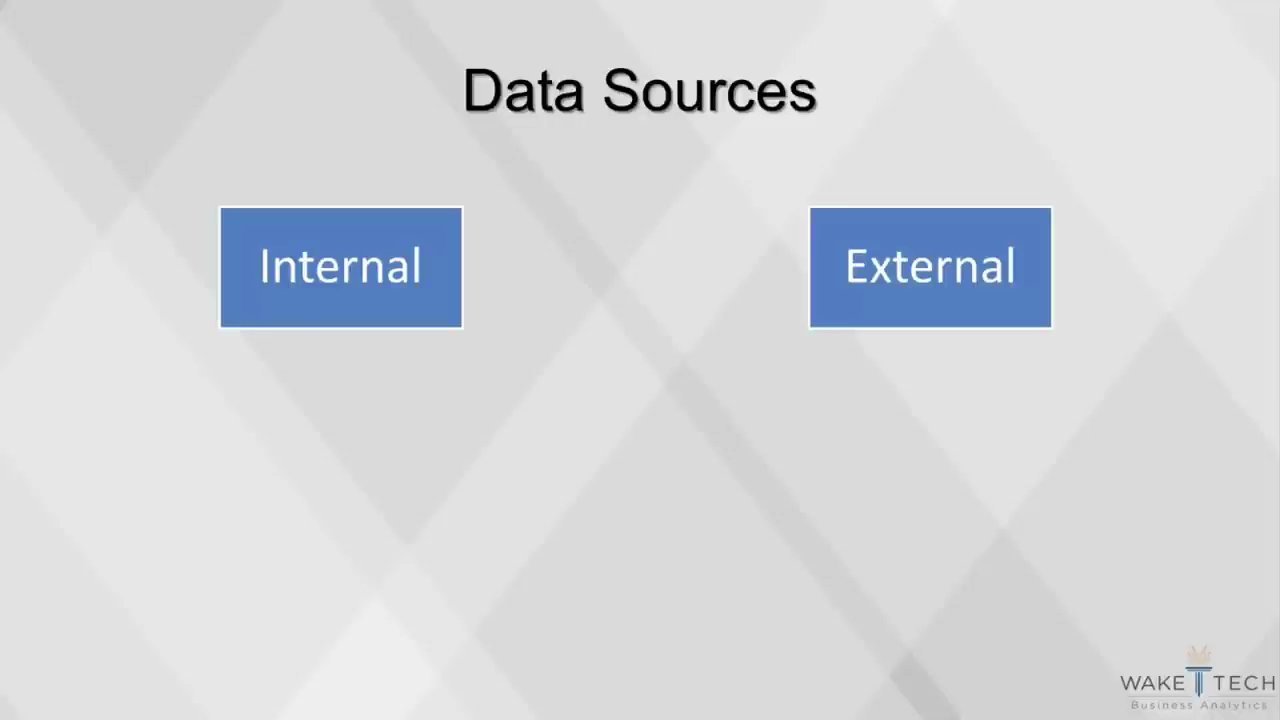 Data Sources
Internal
External
WAKE TECH
Business Analytics